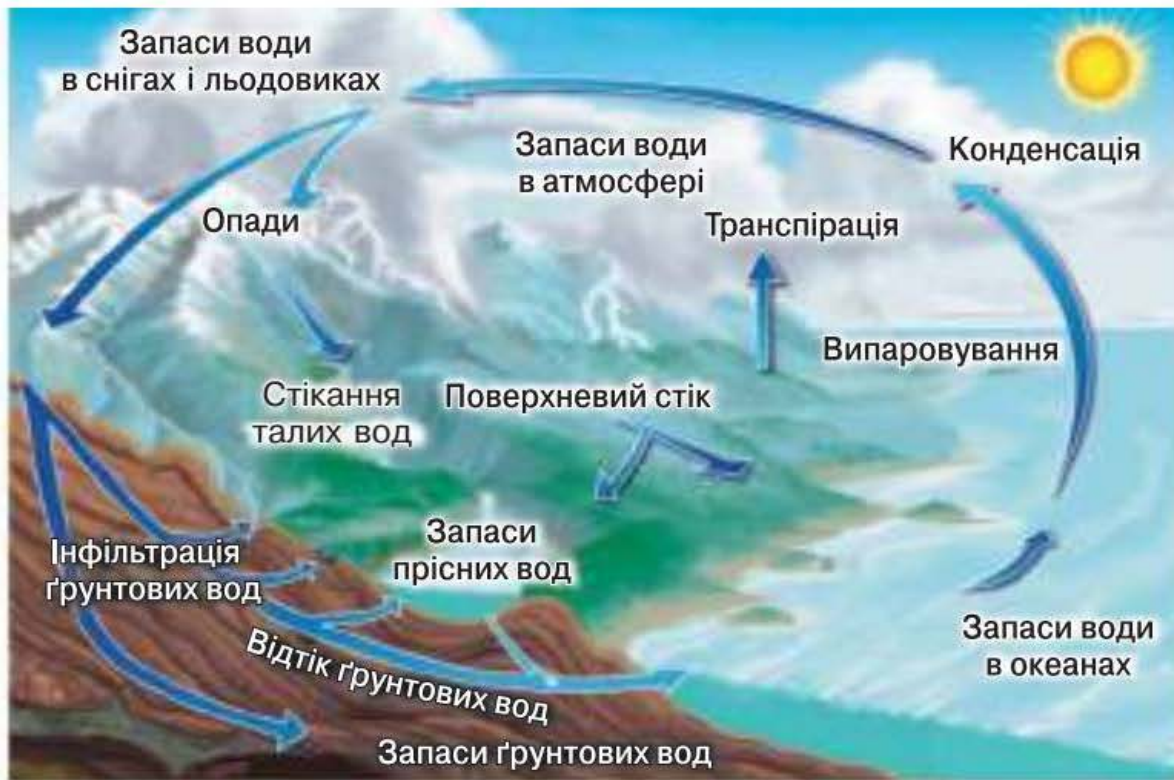 Запаси води
в снігах і льодовиках
Запаси води
в атмосфері
Конденсація
Опади
Транспірація
Випаровування
Стікання
талих вод
Поверхневий стік
Інфільтрація
ґрунтових вод
Запаси
прісних вод
Відтік ґрунтових вод
Запаси води
в океанах
Запаси ґрунтових вод